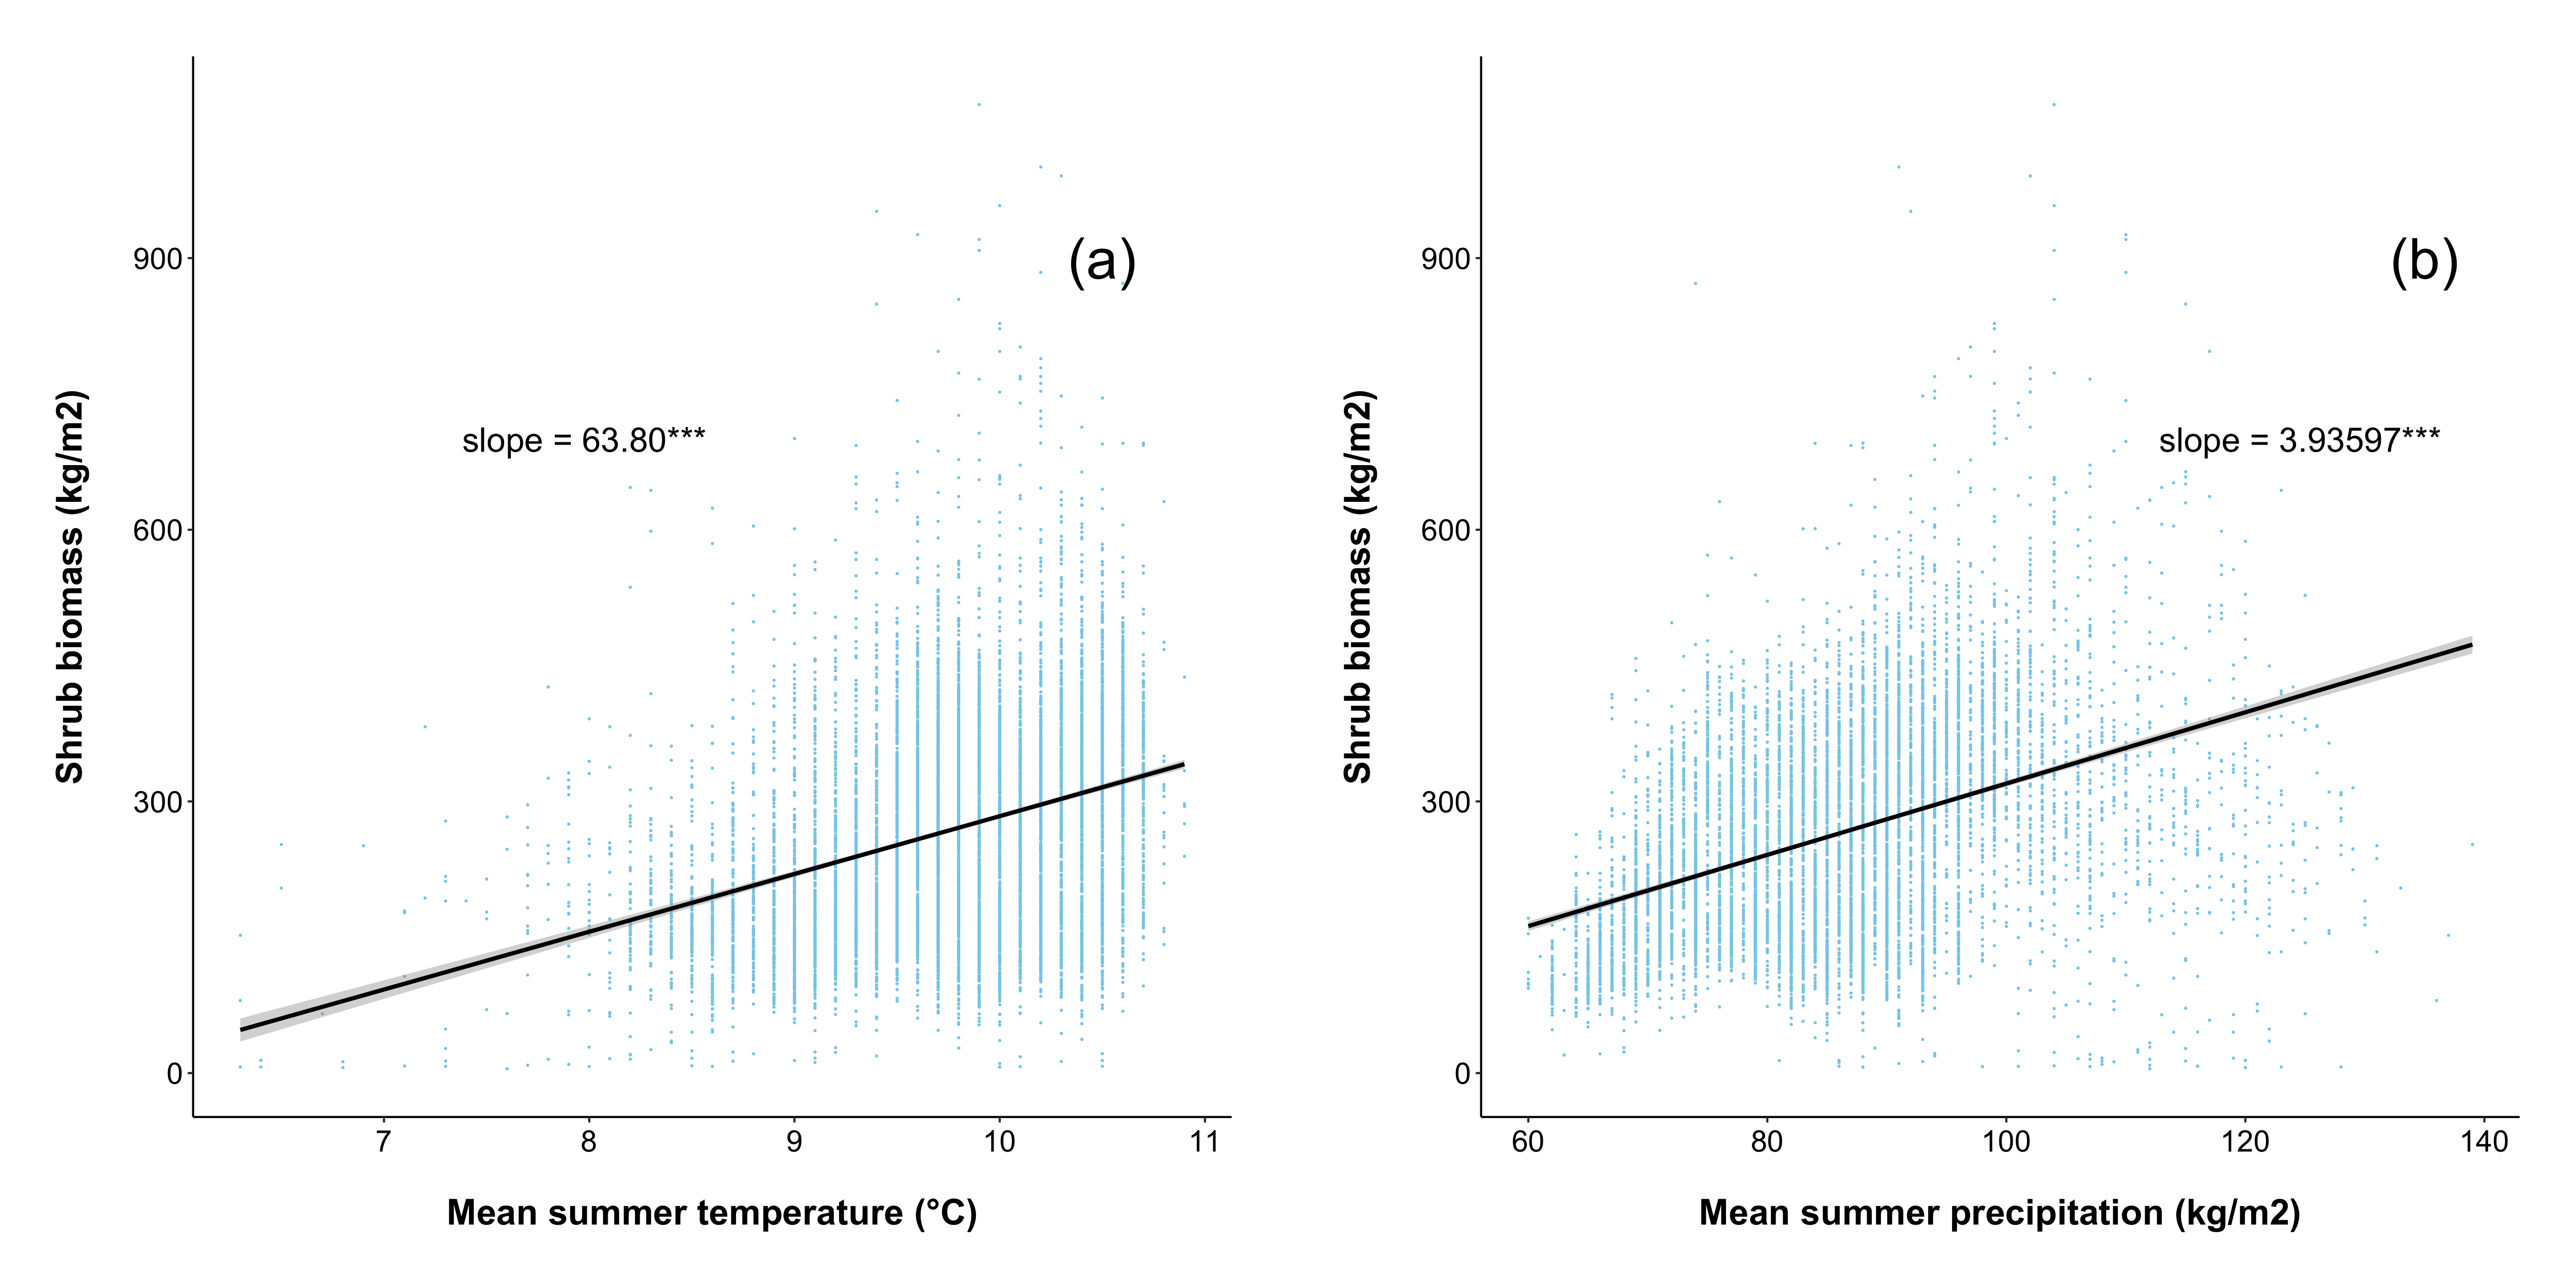 (a)
slope = 63.80***
Shrub biomass (kg/m2)
900
600
300
0
7 8 9 10 11
Mean summer temperature (°C)
(b)
slope = 3.93597***
Shrub biomass (kg/m2)
900
600
300
0
60 80 100 120 140
Mean summer precipitation (kg/m2)